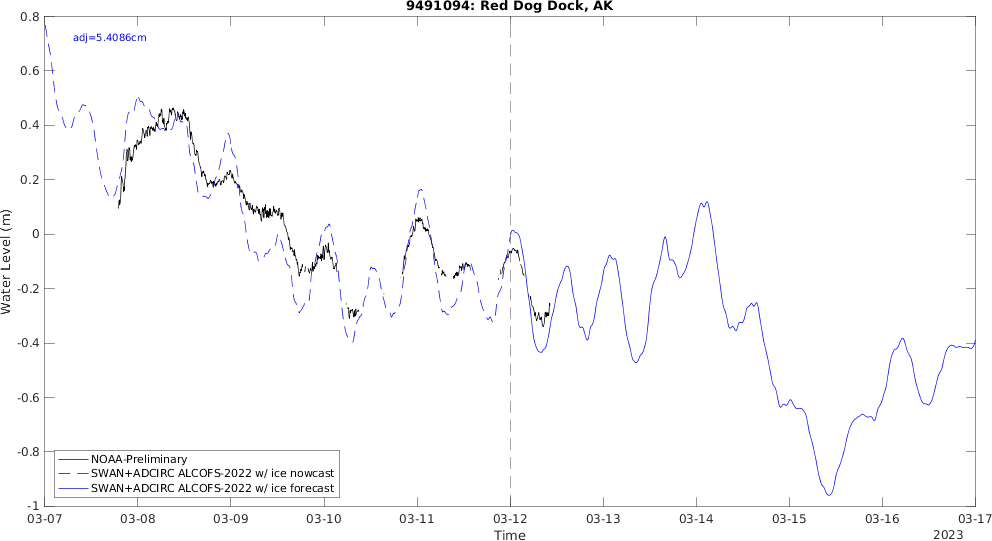 9491094: Red Dog Dock, AK
adj=5.4086cm
0.8
0.6
0.4
0.2
0
-0.2
-0.4
-0.6
-0.8
-1
Water Level (m)
NOAA-Preliminary
SWAN+ADCIRC ALCOFS-2022 w/ ice nowcast
SWAN+ADCIRC ALCOFS-2022 w/ ice forecast
03-07 03-08 03-09 03-10 03-11 03-12 03-13 03-14 03-15 03-16 03-17
Time
2023